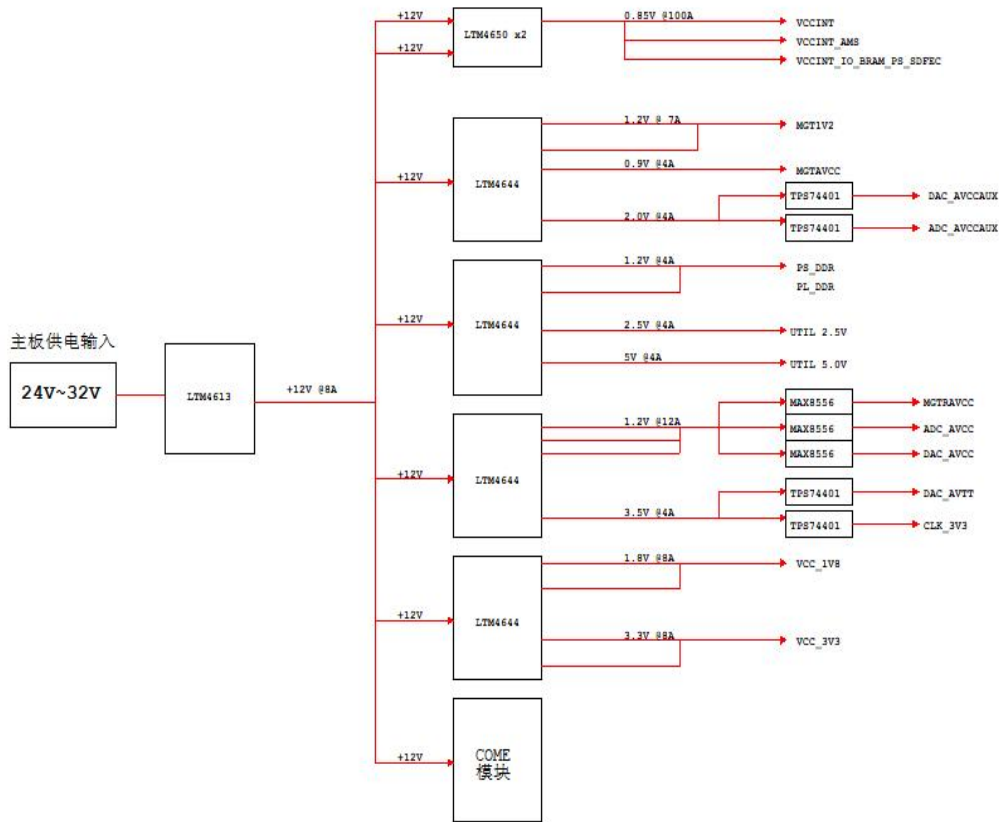 +12V
LTM4650 x2
0.85V @100A
VCCINT
+12V
VCCINT_AMS
VCCINT_IO_BRAM_PS_SDFEC
1.2V @ 7A
MGT1V2
+12V
LTM4644
0.9V @4A
MGTAVCC
2.0V @4A
TPS74401
DAC_AVCCAUX
TPS74401
ADC_AVCCAUX
1.2V @4A
PS_DDR
PL_DDR
+12V
LTM4644
2.5V @4A
UTIL 2.5V
5V @4A
UTIL 5.0V
主板供电输入
24V~32V
LTM4613
+12V @8A
1.2V @12A
MAX8556
MGTRAVCC
MAX8556
ADC_AVCC
MAX8556
DAC_AVCC
+12V
LTM4644
3.5V @4A
TPS74401
DAC_AVTT
TPS74401
CLK_3V3
1.8V @8A
VCC_1V8
+12V
LTM4644
3.3V @8A
VCC_3V3
+12V
COME
模块